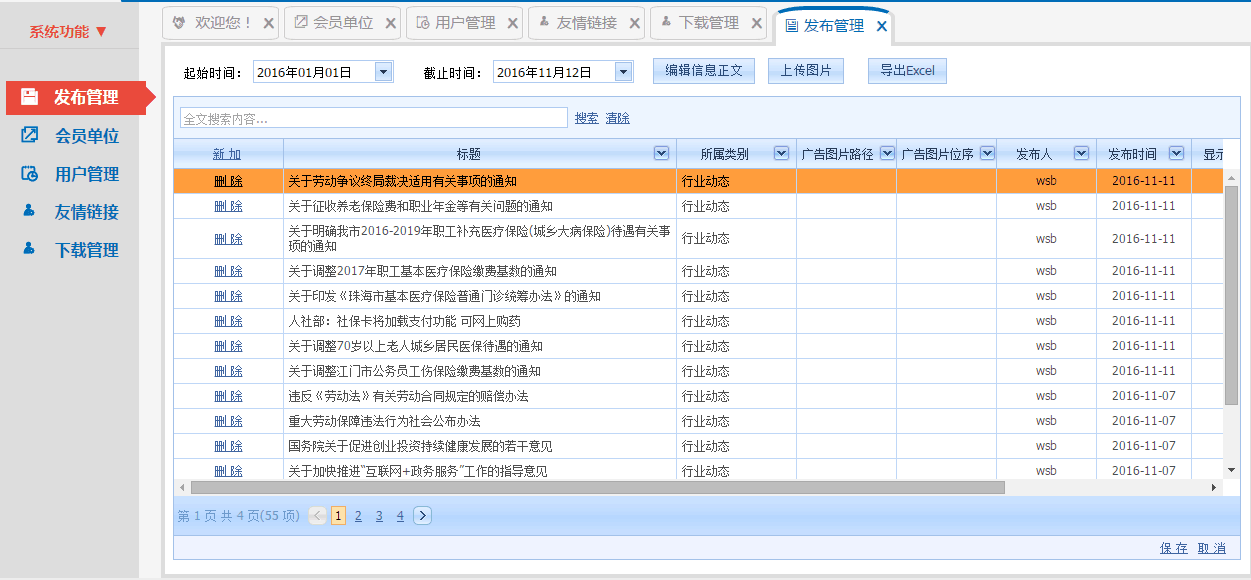 系统功能 ▼
发布管理
会员单位
用户管理
友情链接
下载管理
欢迎您！ 会员单位 用户管理 友情链接 下载管理 发布管理
起始时间： 2016年01月01日 截止时间： 2016年11月12日 编辑信息正文 上传图片 导出Excel
全文搜索内容... 搜索 清除
新 加 标题 所属类别 广告图片路径 广告图片位序 发布人 发布时间 显示
删 除 关于劳动争议终局裁决适用有关事项的通知 行业动态 wsb 2016-11-11
删 除 关于征收养老保险费和职业年金等有关问题的通知 行业动态 wsb 2016-11-11
删 除 关于明确我市2016-2019年职工补充医疗保险(城乡大病保险)待遇有关事 行业动态 wsb 2016-11-11
项的通知
删 除 关于调整2017年职工基本医疗保险缴费基数的通知 行业动态 wsb 2016-11-11
删 除 关于印发《珠海市基本医疗保险普通门诊统筹办法》的通知 行业动态 wsb 2016-11-11
删 除 人社部：社保卡将加载支付功能 可网上购药 行业动态 wsb 2016-11-11
删 除 关于调整70岁以上老人城乡居民医保待遇的通知 行业动态 wsb 2016-11-11
删 除 关于调整江门市公务员工伤保险缴费基数的通知 行业动态 wsb 2016-11-11
删 除 违反《劳动法》有关劳动合同规定的赔偿办法 行业动态 wsb 2016-11-07
删 除 重大劳动保障违法行为社会公布办法 行业动态 wsb 2016-11-07
删 除 国务院关于促进创业投资持续健康发展的若干意见 行业动态 wsb 2016-11-07
删 除 关于加快推进“互联网+政务服务”工作的指导意见 行业动态 wsb 2016-11-07
第 1 页 共 4 页(55 项) < 1 2 3 4 >
保 存 取 消